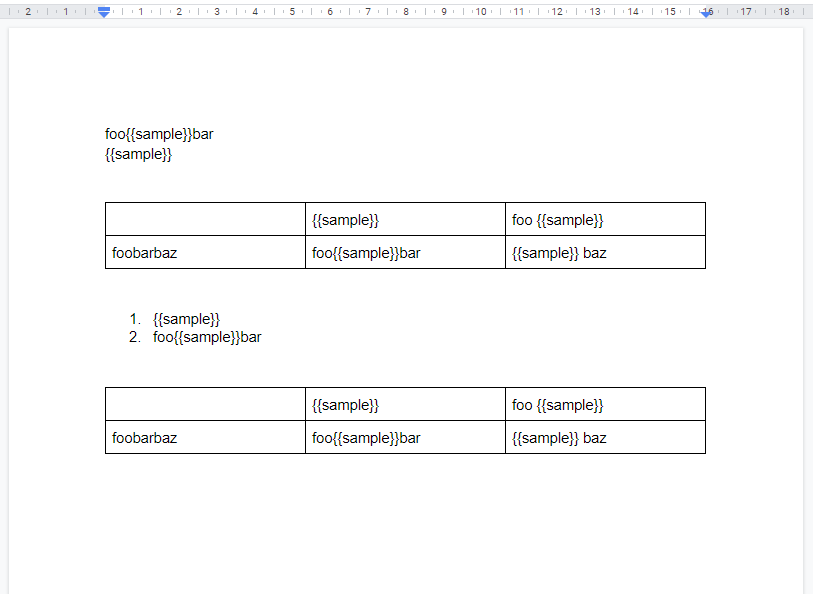 2 1 1 2 3 4 5 6 7 8 9 10 11 12 13 14 15 16 17 18
foo{{sample}}bar
{{sample}}
{{sample}} foo {{sample}}
foobarbaz foo{{sample}}bar {{sample}} baz
1. {{sample}}
2. foo{{sample}}bar
{{sample}} foo {{sample}}
foobarbaz foo{{sample}}bar {{sample}} baz